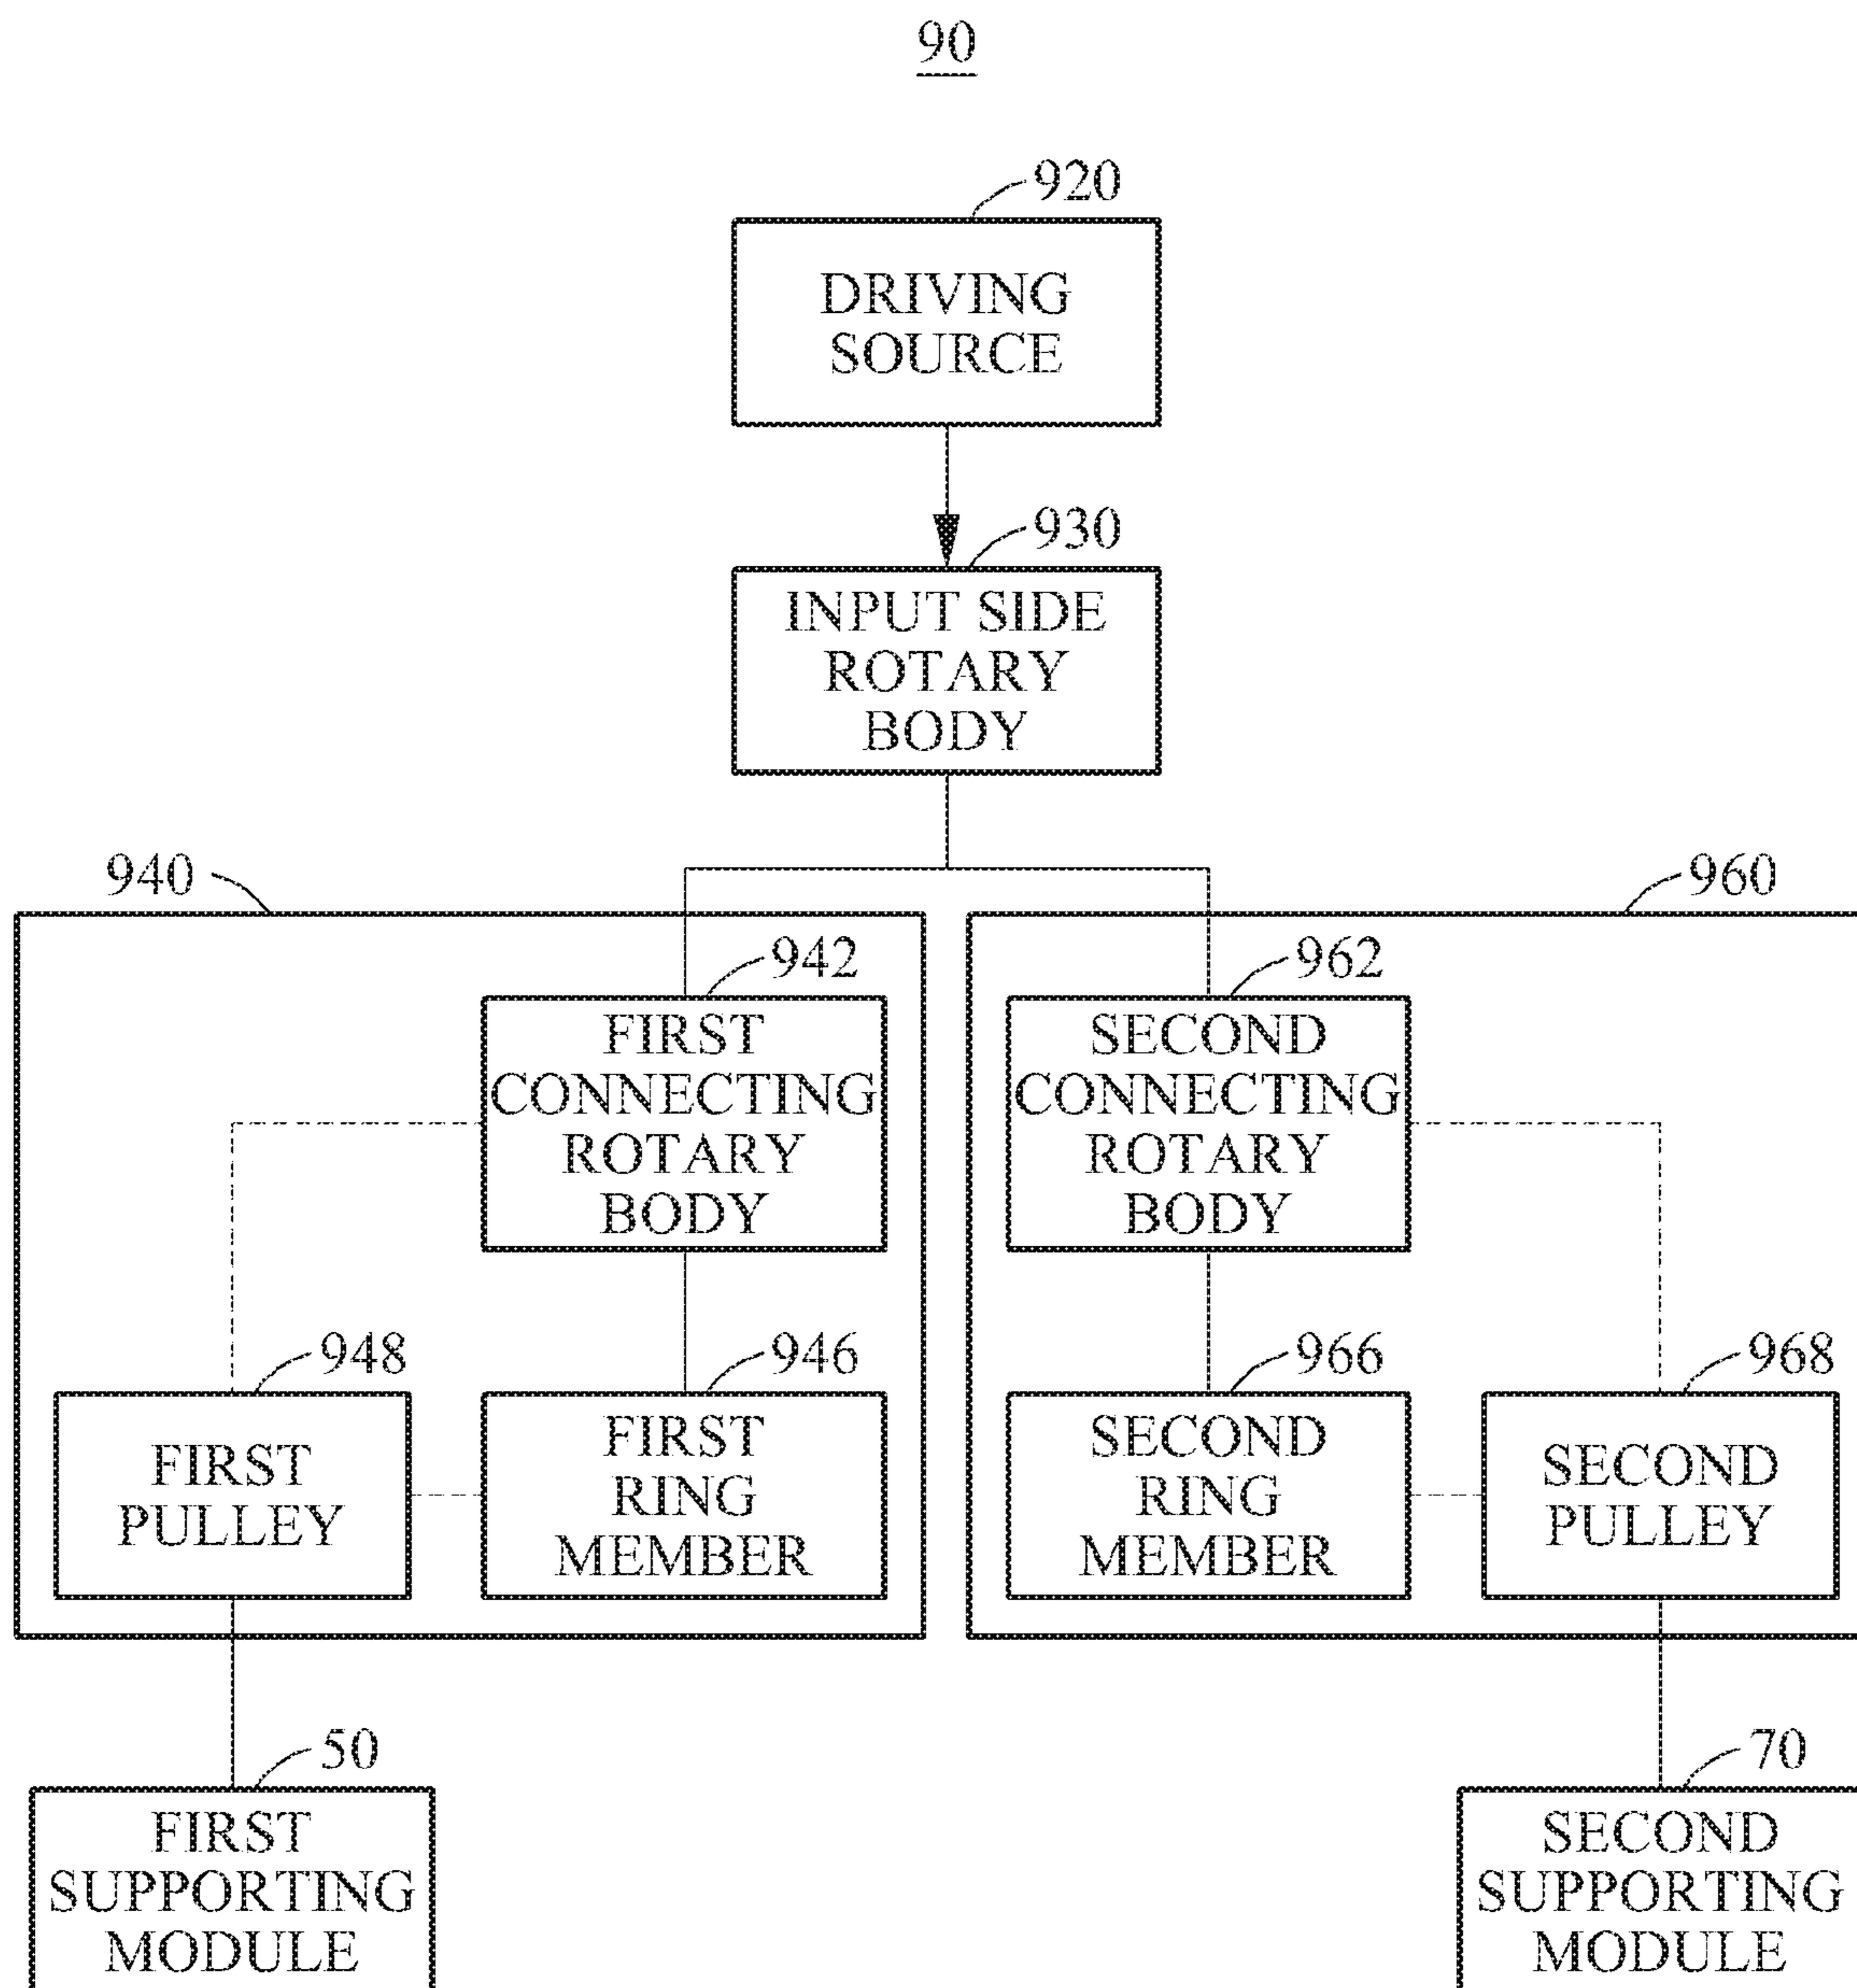 90
920
DRIVING
SOURCE
930
INPUT SIDE
ROTARY
BODY
940
960
942
FIRST
CONNECTING
ROTARY
BODY
962
SECOND
CONNECTING
ROTARY
BODY
948
FIRST
PULLEY
946
FIRST
RING
MEMBER
966
SECOND
RING
MEMBER
968
SECOND
PULLEY
50
FIRST
SUPPORTING
MODULE
70
SECOND
SUPPORTING
MODULE